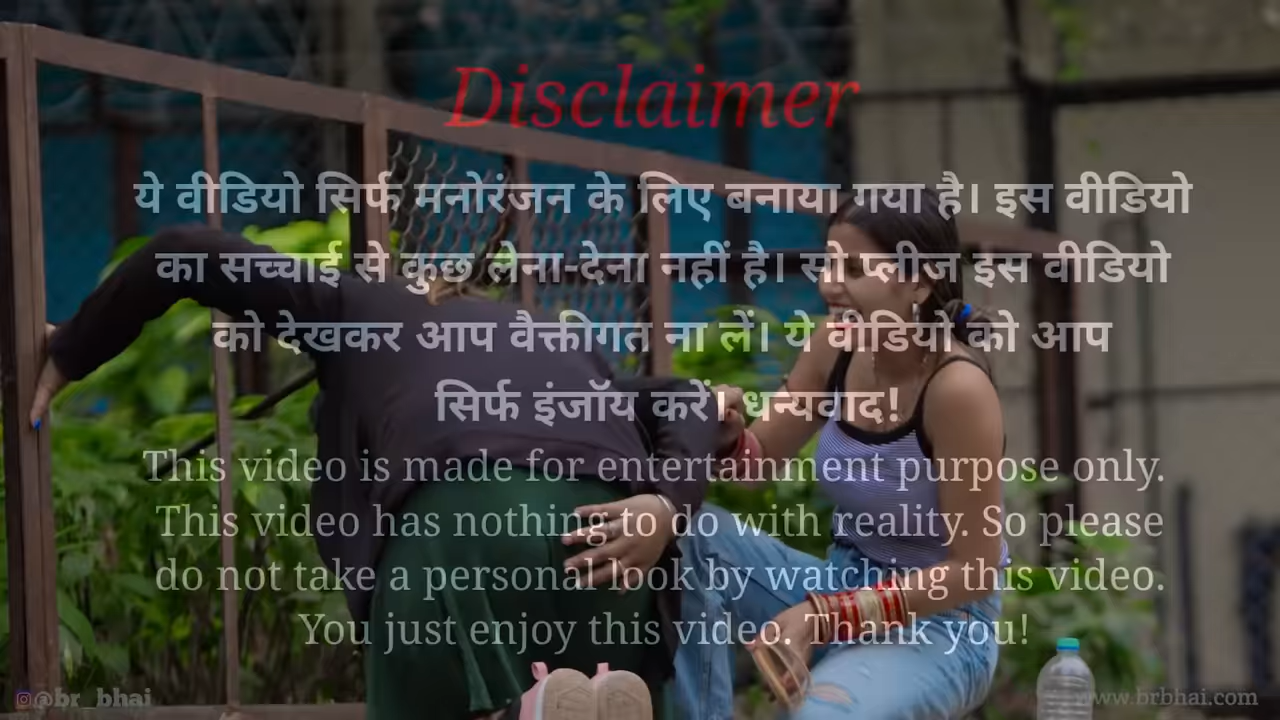 Disclaimer
ये वीडियो सिर्फ मनोरंजन के लिए बनाया गया है। इस वीडियो
का सच्चाई से कुछ लेना-देना नहीं है। सो प्लीज इस वीडियो
को देखकर आप वैक्तीगत ना लें। ये वीडियो को आप
सिर्फ इंजॉय करें! धन्यवाद!
This video is made for entertainment purpose only.
This video has nothing to do with reality. So please
do not take a personal look by watching this video.
You just enjoy this video. Thank you!
@br_bhai
www.brbhai.com